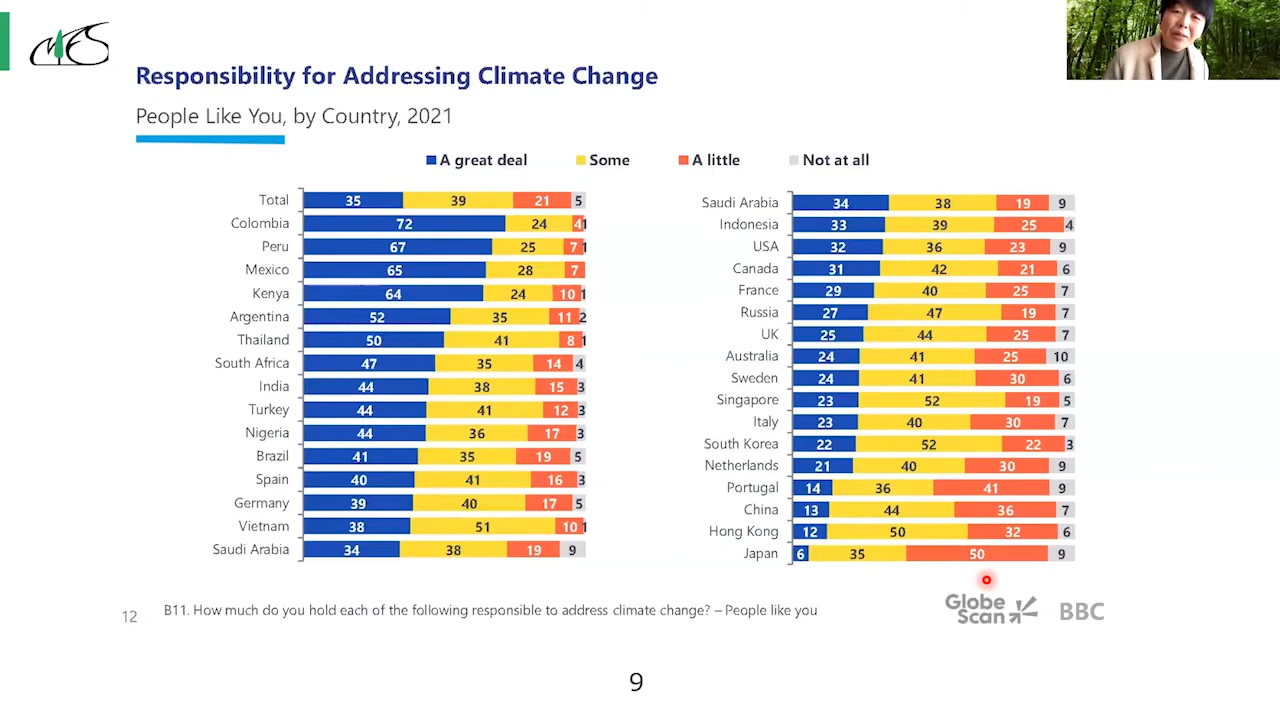 MES
Responsibility for Addressing Climate Change
People Like You, by Country, 2021
A great deal Some A little Not at all
Total 35 39 21 5
Colombia 72 24 4 1
Peru 67 25 7 1
Mexico 65 28 7
Kenya 64 24 10 1
Argentina 52 35 11 2
Thailand 50 41 8 1
South Africa 47 35 14 4
India 44 38 15 3
Turkey 44 41 12 3
Nigeria 44 36 17 3
Brazil 41 35 19 5
Spain 40 41 16 3
Germany 39 40 17 5
Vietnam 38 51 10 1
Saudi Arabia 34 38 19 9
Saudi Arabia 34 38 19 9
Indonesia 33 39 25 4
USA 32 36 23 9
Canada 31 42 21 6
France 29 40 25 7
Russia 27 47 19 7
UK 25 44 25 7
Australia 24 41 25 10
Sweden 24 41 30 6
Singapore 23 52 19 5
Italy 23 40 30 7
South Korea 22 52 22 3
Netherlands 21 40 30 9
Portugal 14 36 41 9
China 13 44 36 7
Hong Kong 12 50 32 6
Japan 6 35 50 9
12
B11. How much do you hold each of the following responsible to address climate change? – People like you
Globe
Scan
BBC
9